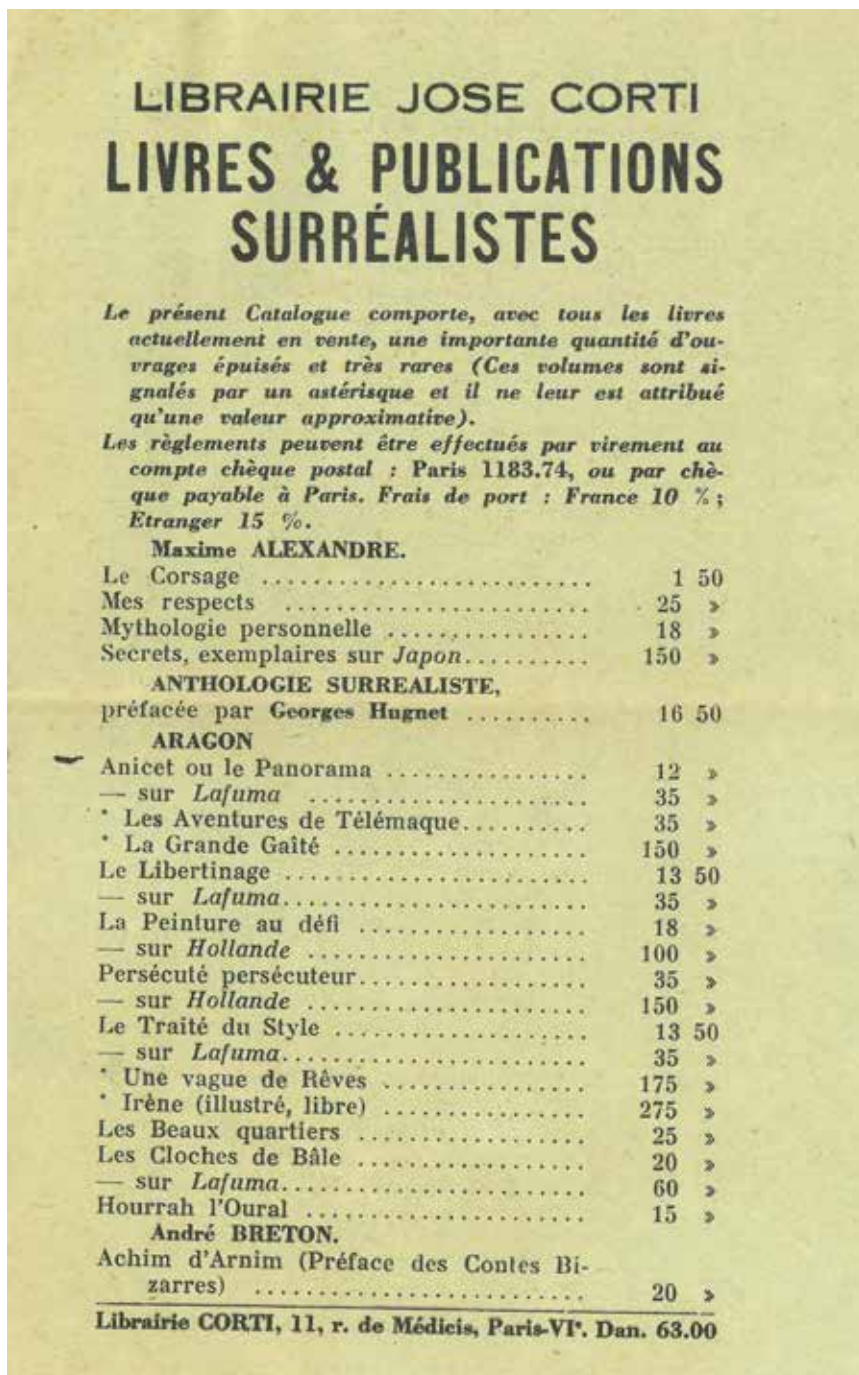 LIBRAIRIE JOSE CORTI
LIVRES & PUBLICATIONS
SURRÉALISTES
Le présent Catalogue comporte, avec tous les livres
actuellement en vente, une importante quantité d'ou-
vrages épuisés et très rares (Ces volumes sont si-
gnalés par un astérisque et il ne leur est attribué
qu'une valeur approximative).
Les règlements peuvent être effectués par virement au
compte chèque postal : Paris 1183.74, ou par chè-
que payable à Paris. Frais de port : France 10 % ;
Etranger 15 %.
Maxime ALEXANDRE.
Le Corsage .......................... 1 50
Mes respects ........................ 25 »
Mythologie personnelle ................ 18 »
Secrets, exemplaires sur Japon.......... 150 »
ANTHOLOGIE SURREALISTE,
préfacée par Georges Hugnet .......... 16 50
ARAGON
Anicet ou le Panorama ................ 12 »
— sur Lafuma ...................... 35 »
* Les Aventures de Télémaque.......... 35 »
* La Grande Gaîté .................... 150 »
Le Libertinage ........................ 13 50
— sur Lafuma........................ 35 »
La Peinture au défi .................. 18 »
— sur Hollande ...................... 100 »
Persécuté persécuteur.................. 35 »
— sur Hollande ...................... 150 »
Le Traité du Style .................... 13 50
— sur Lafuma........................ 35 »
* Une vague de Rêves ................ 175 »
* Irène (illustré, libre) ................ 275 »
Les Beaux quartiers .................. 25 »
Les Cloches de Bâle .................. 20 »
— sur Lafuma........................ 60 »
Hourrah l'Oural ...................... 15 »
André BRETON.
Achim d'Arnim (Préface des Contes Bi-
zarres) .......................... 20 »
Librairie CORTI, 11, r. de Médicis, Paris-VIe. Dan. 63.00